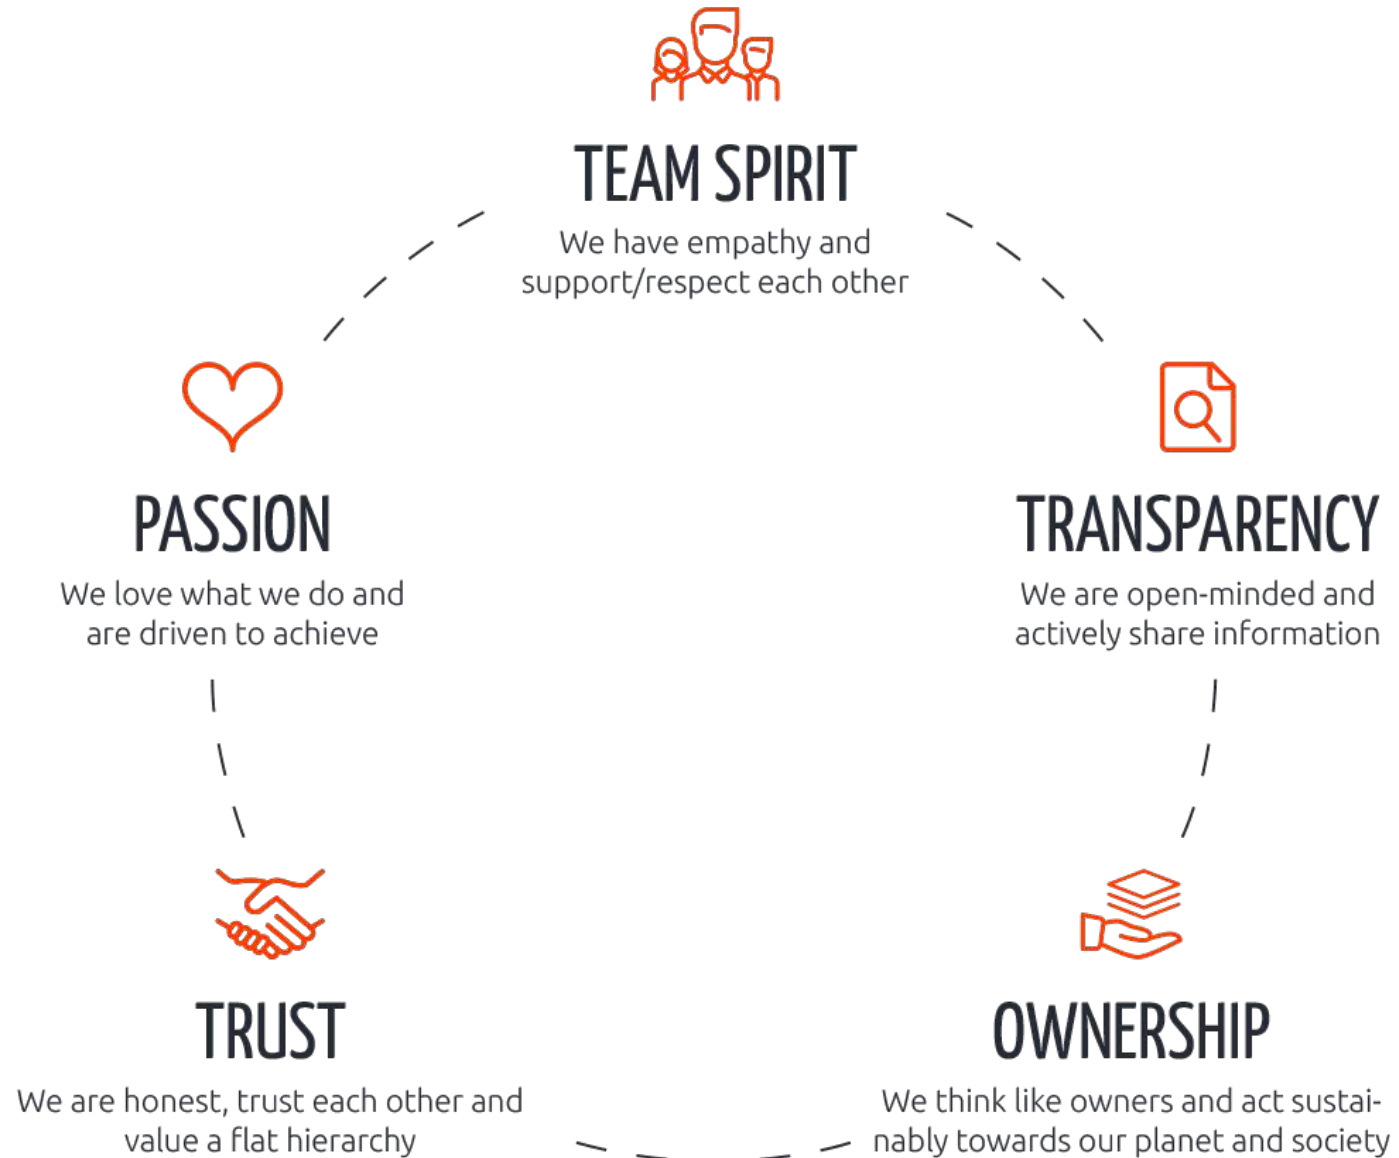 TEAM SPIRIT
We have empathy and
support/respect each other
PASSION
We love what we do and
are driven to achieve
TRANSPARENCY
We are open-minded and
actively share information
TRUST
We are honest, trust each other and
value a flat hierarchy
OWNERSHIP
We think like owners and act sustai-
nably towards our planet and society